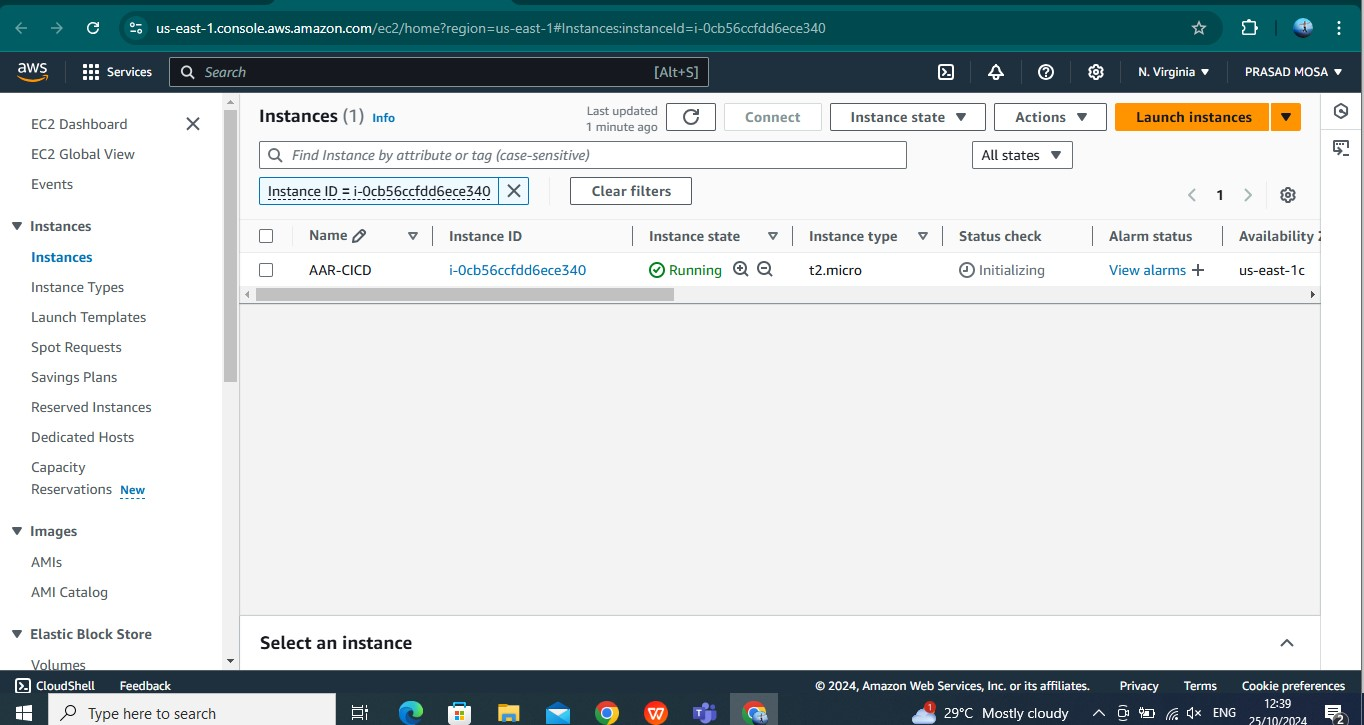 us-east-1.console.aws.amazon.com/ec2/home?region=us-east-1#Instances:instanceId=i-0cb56ccfdd6ece340
aws
Services
Search
[Alt+S]
N. Virginia
PRASAD MOSA
EC2 Dashboard
EC2 Global View
Events
Instances
Instances
Instance Types
Launch Templates
Spot Requests
Savings Plans
Reserved Instances
Dedicated Hosts
Capacity
Reservations New
Images
AMIs
AMI Catalog
Elastic Block Store
Volumes
Instances (1) Info
Last updated
1 minute ago
Connect
Instance state
Actions
Launch instances
Find Instance by attribute or tag (case-sensitive)
All states
Instance ID = i-0cb56ccfdd6ece340
Clear filters
1
Name Instance ID Instance state Instance type Status check Alarm status Availability
AAR-CICD i-0cb56ccfdd6ece340 Running t2.micro Initializing View alarms + us-east-1c
Select an instance
CloudShell Feedback © 2024, Amazon Web Services, Inc. or its affiliates. Privacy Terms Cookie preferences
Type here to search
1
29°C Mostly cloudy
ENG
12:39
25/10/2024
2